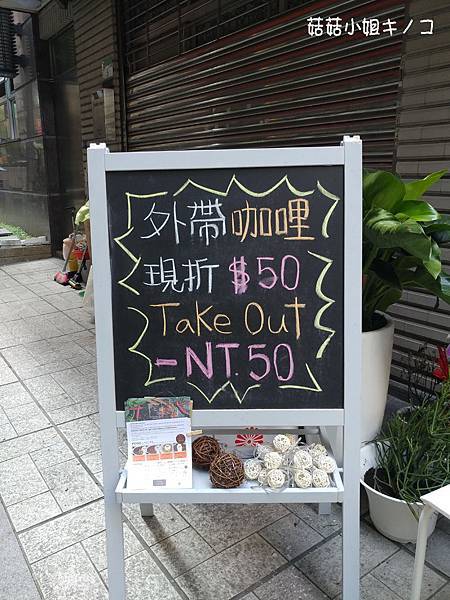 菇菇小姐キノコ
外帶咖哩
現折$50
Take Out
-NT.50